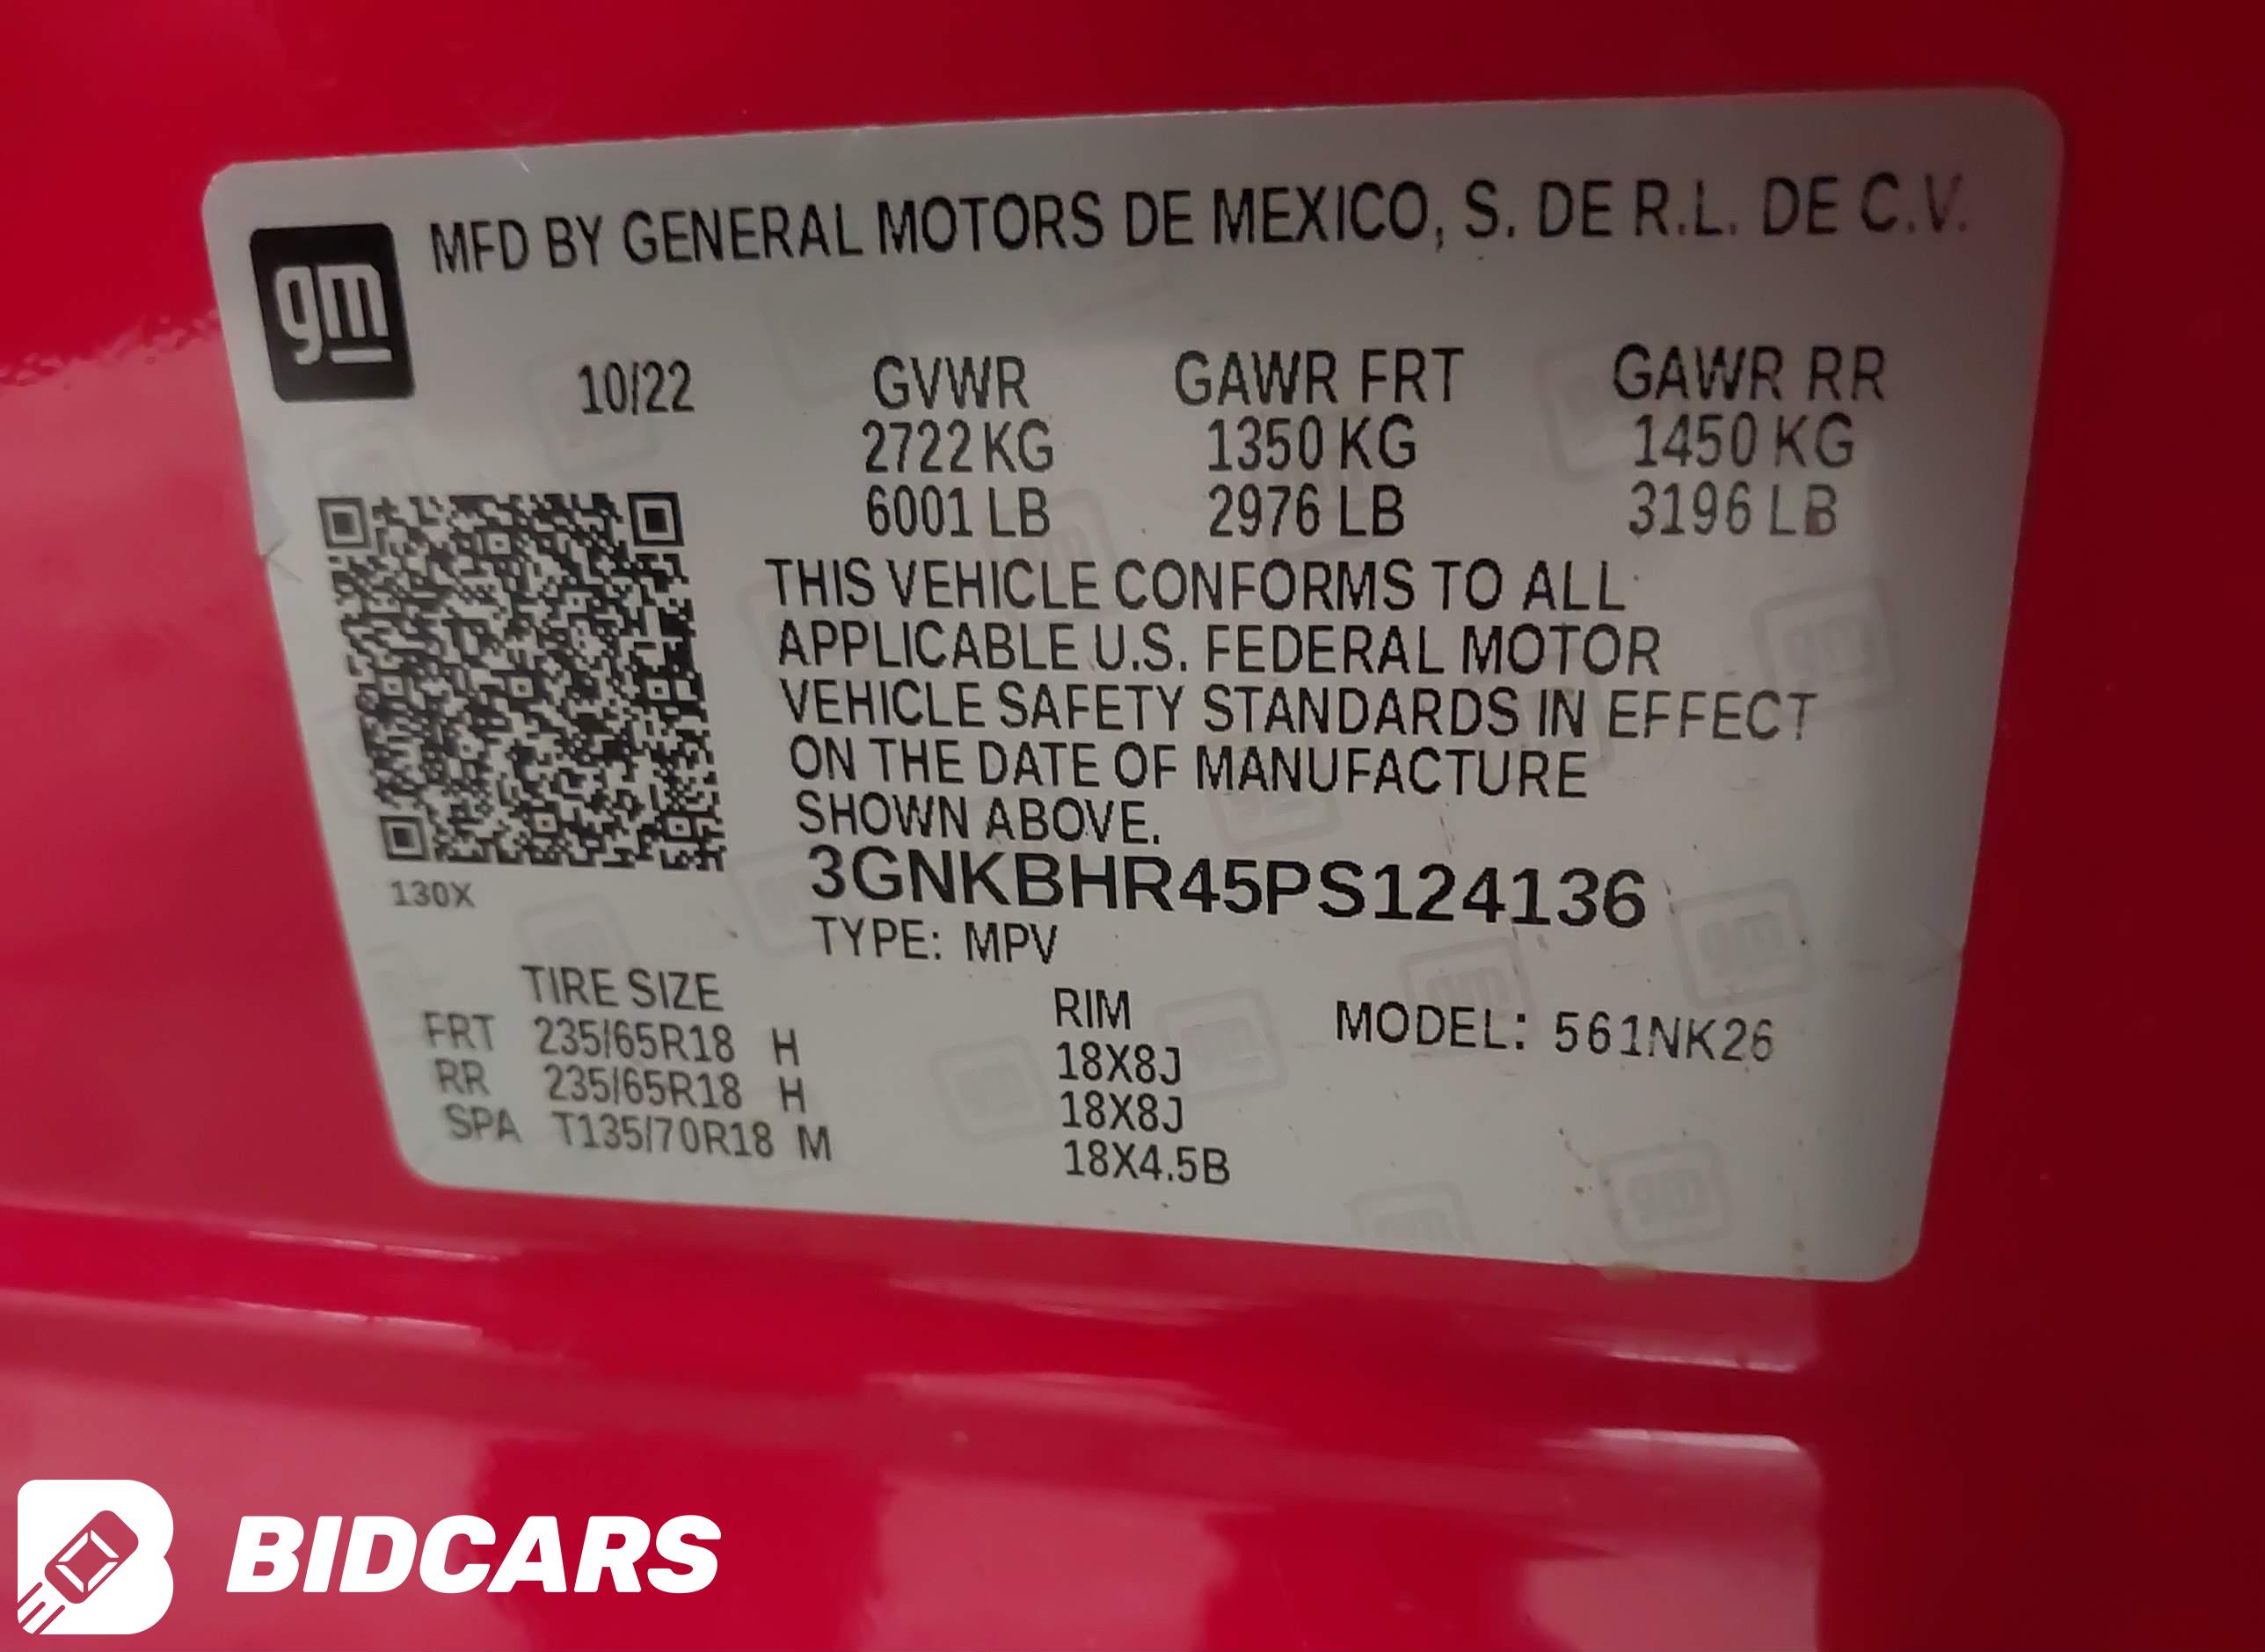 gm
MFD BY GENERAL MOTORS DE MEXICO, S. DE R.L. DE C.V.
10/22 GVWR GAWR FRT GAWR RR
2722 KG 1350 KG 1450 KG
6001 LB 2976 LB 3196 LB
THIS VEHICLE CONFORMS TO ALL
APPLICABLE U.S. FEDERAL MOTOR
VEHICLE SAFETY STANDARDS IN EFFECT
ON THE DATE OF MANUFACTURE
SHOWN ABOVE.
130X
3GNKBHR45PS124136
TYPE: MPV
TIRE SIZE RIM MODEL: 561NK26
FRT 235/65R18 H 18X8J
RR 235/65R18 H 18X8J
SPA T135/70R18 M 18X4.5B
BIDCARS